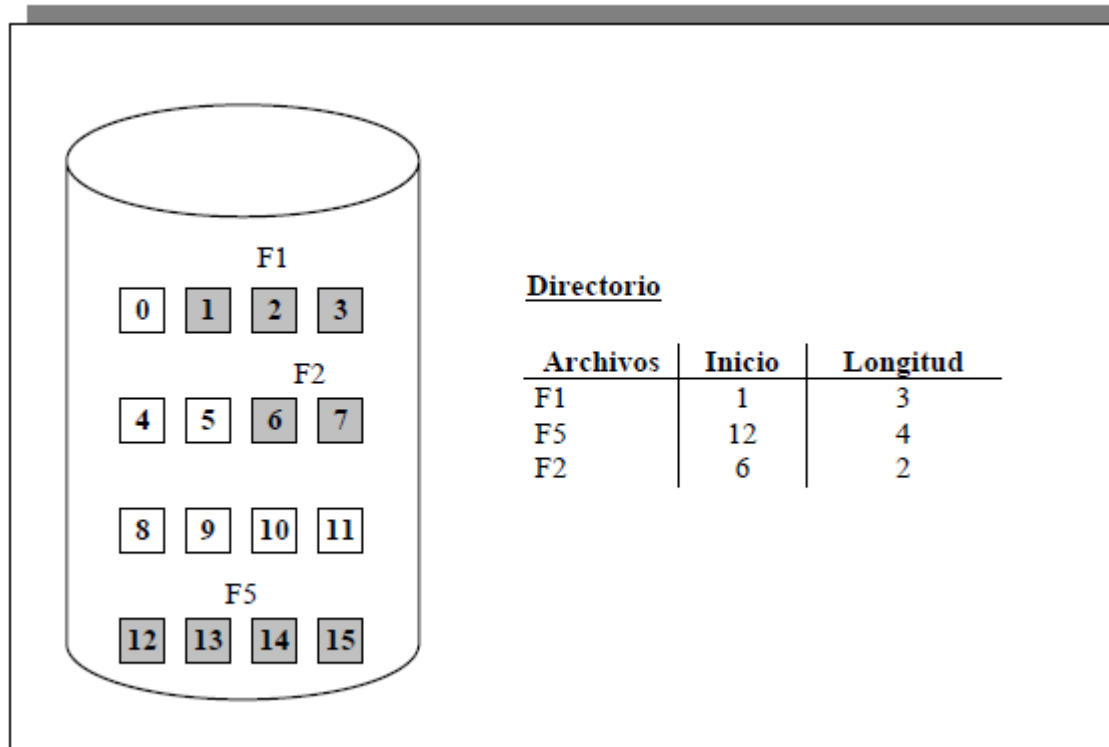 F1
0 1 2 3
F2
4 5 6 7
8 9 10 11
F5
12 13 14 15
Directorio
Archivos Inicio Longitud
F1 1 3
F5 12 4
F2 6 2